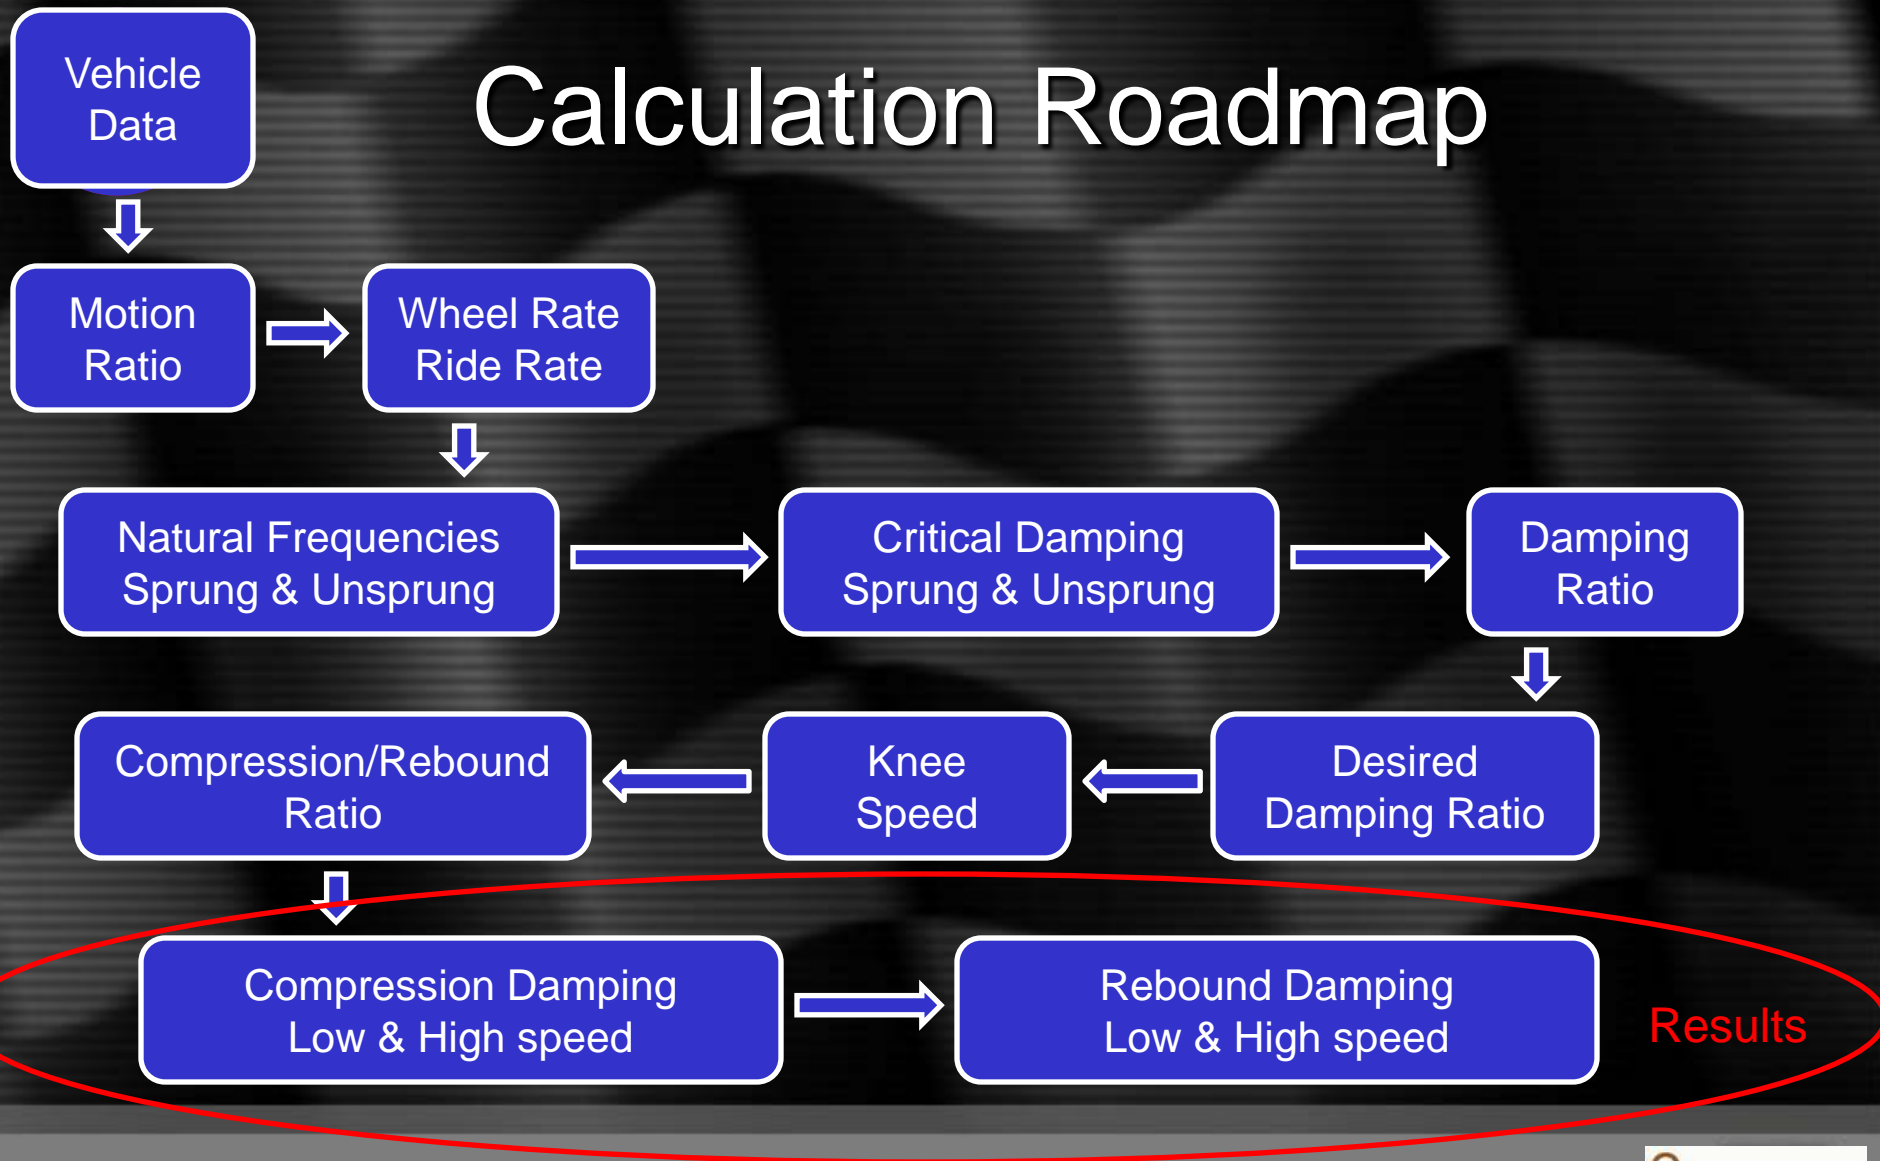 Vehicle
Data
Calculation Roadmap
Motion
Ratio
Wheel Rate
Ride Rate
Natural Frequencies
Sprung & Unsprung
Critical Damping
Sprung & Unsprung
Damping
Ratio
Compression/Rebound
Ratio
Knee
Speed
Desired
Damping Ratio
Compression Damping
Low & High speed
Rebound Damping
Low & High speed
Results